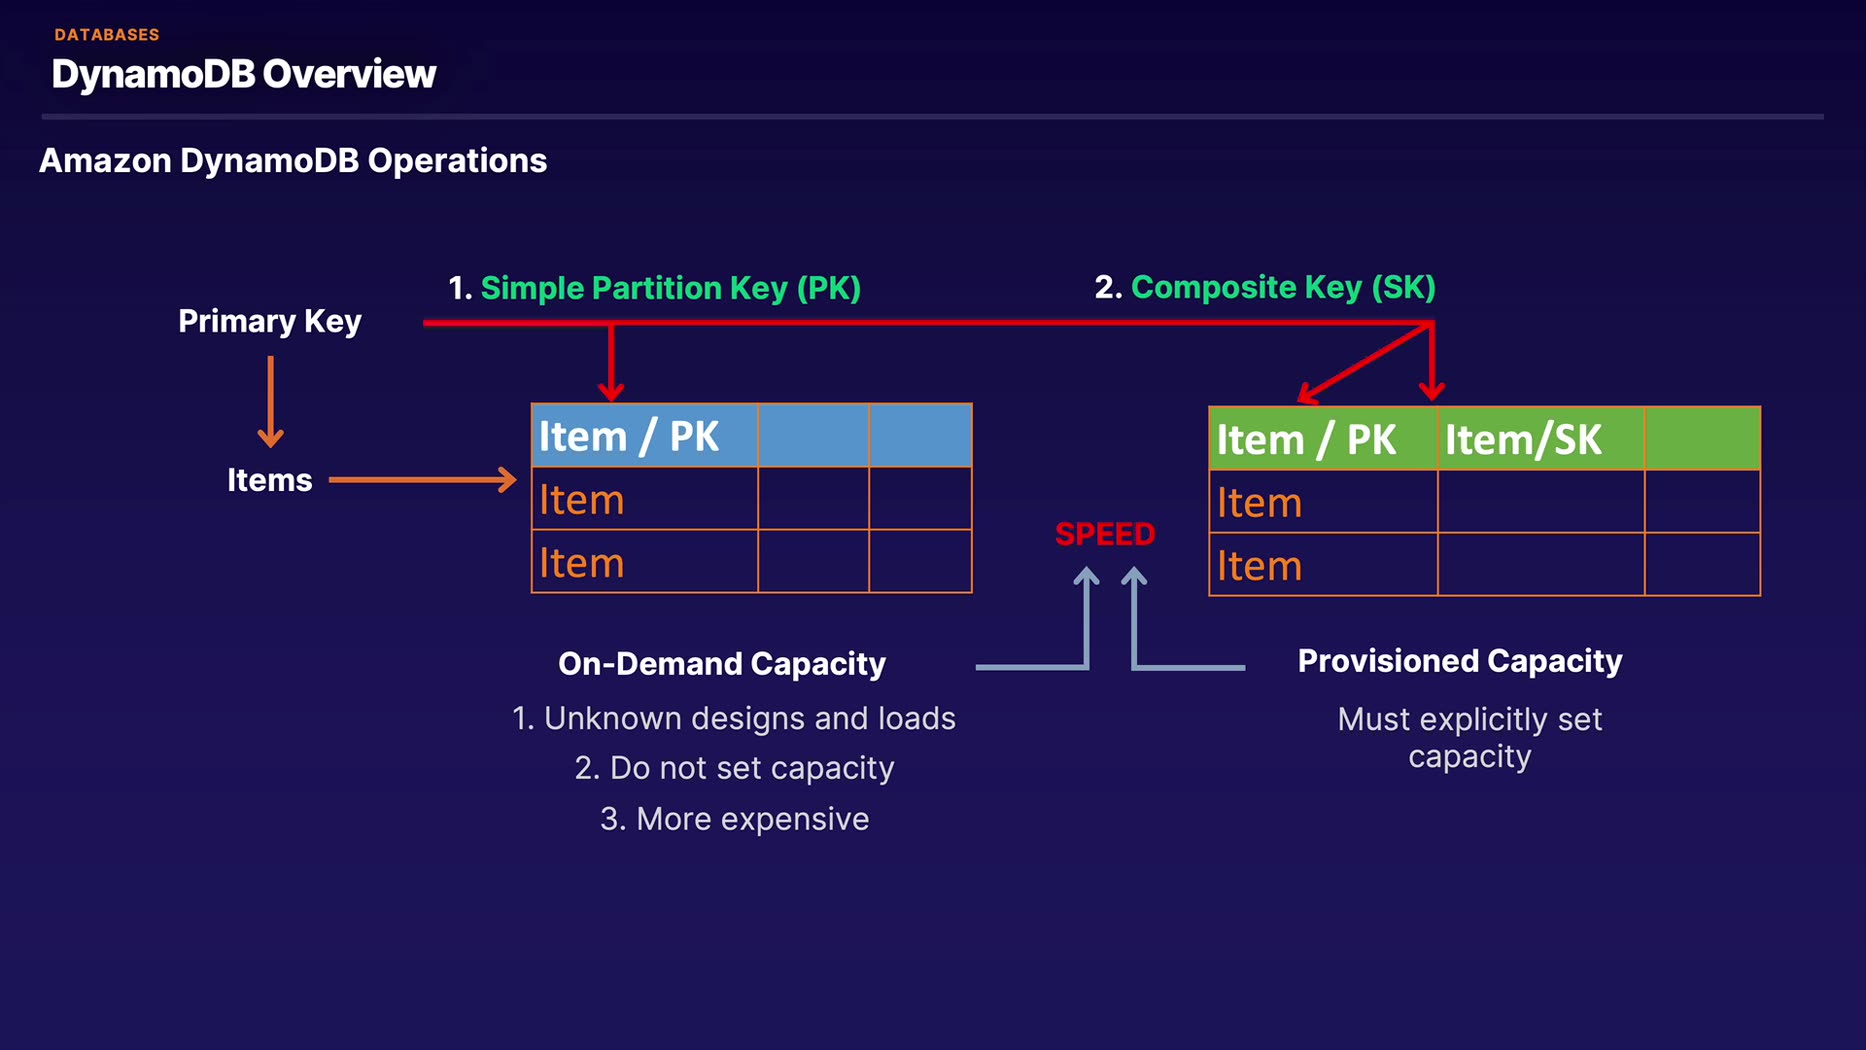 DATABASES
DynamoDB Overview
Amazon DynamoDB Operations
1. Simple Partition Key (PK)
2. Composite Key (SK)
Primary Key
Items
Item / PK
Item
Item
Item / PK Item/SK
Item
Item
SPEED
On-Demand Capacity
1. Unknown designs and loads
2. Do not set capacity
3. More expensive
Provisioned Capacity
Must explicitly set
capacity